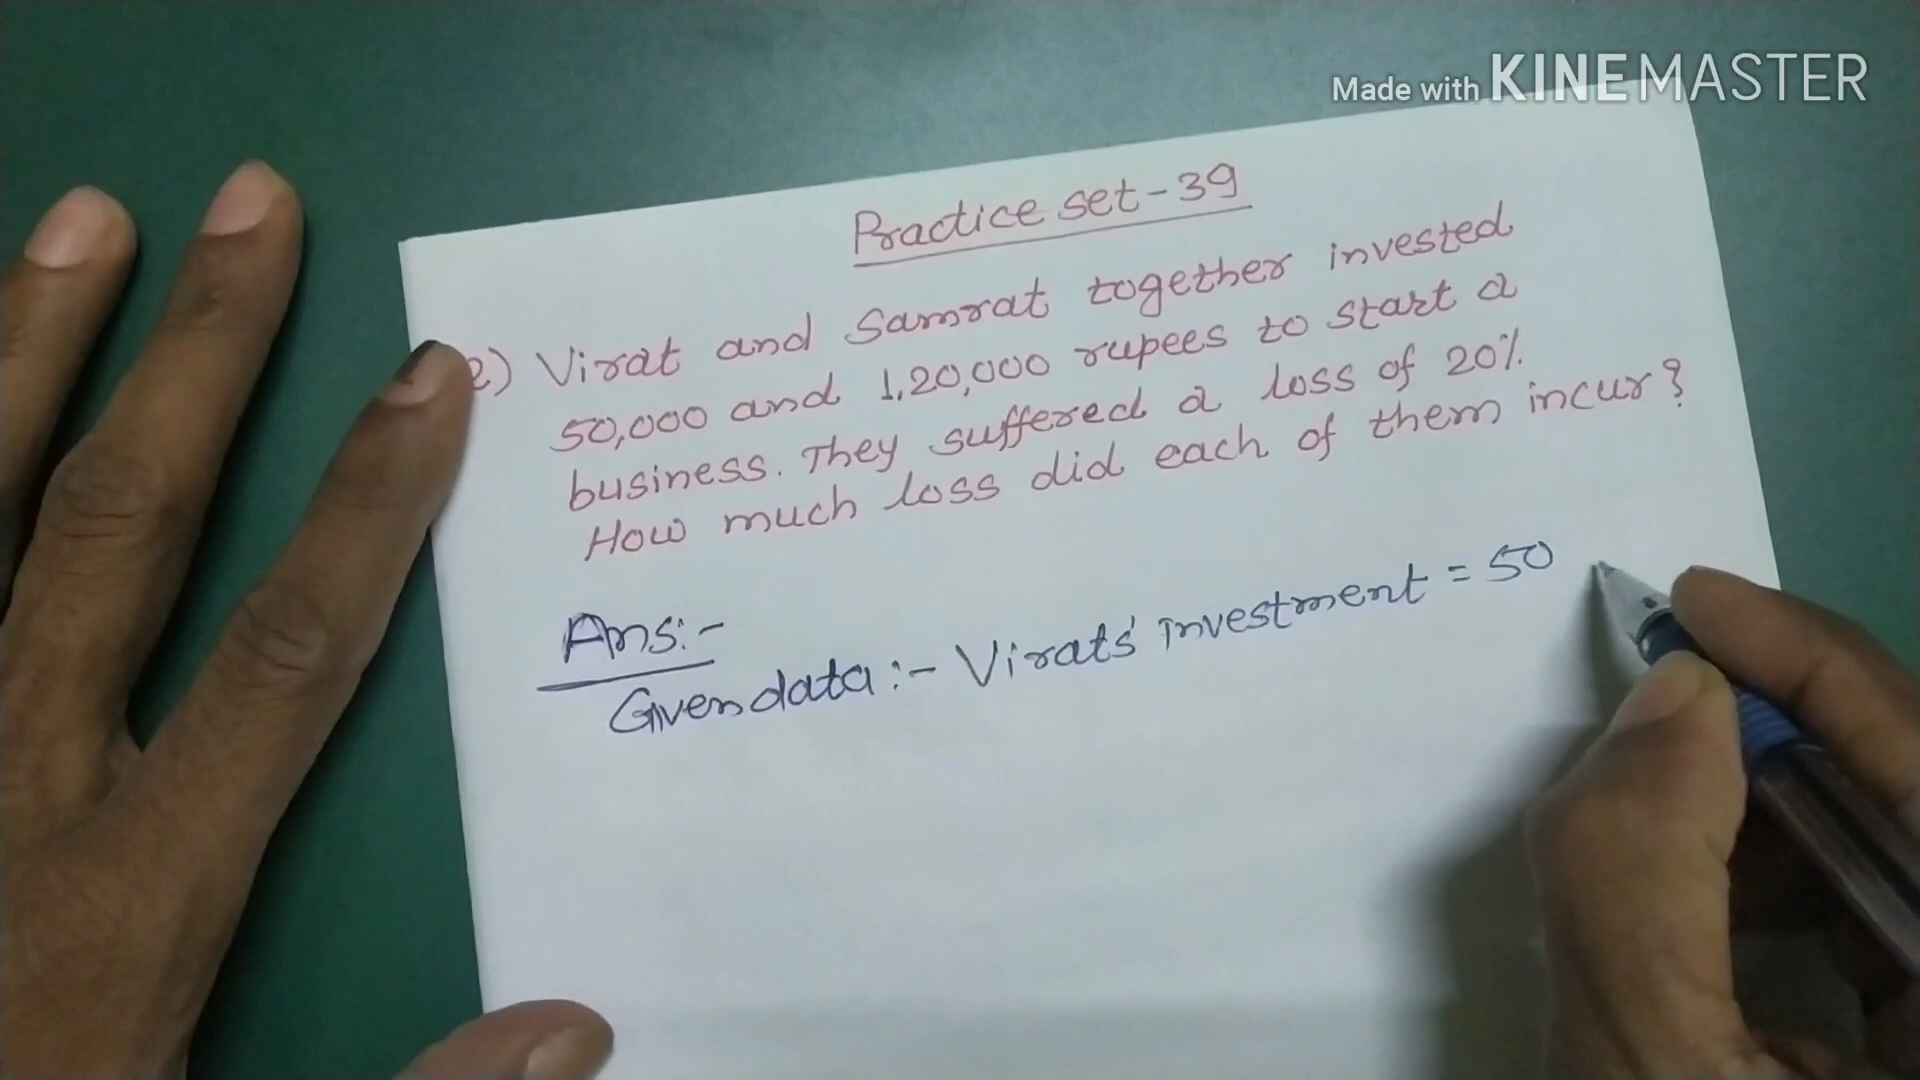 Made with KINEMASTER
Practice set-39
2) Virat and Samrat together invested
50,000 and 1,20,000 rupees to start a
business. They suffered a loss of 20%.
How much loss did each of them incur?
Ans:-
Given data :- Virats' investment = 50